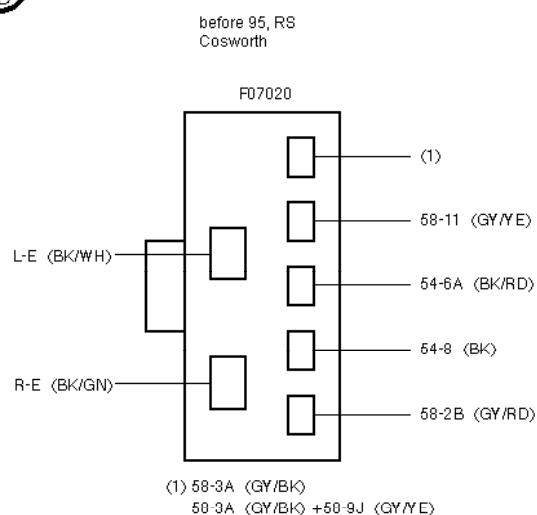 before 95, RS
Cosworth
F07020
(1)
58-11 (GY/YE)
L-E (BK/WH)
54-6A (BK/RD)
54-8 (BK)
R-E (BK/GN)
58-2B (GY/RD)
(1) 58-3A (GY/BK)
58-3A (GY/BK) +58-9J (GY/YE)